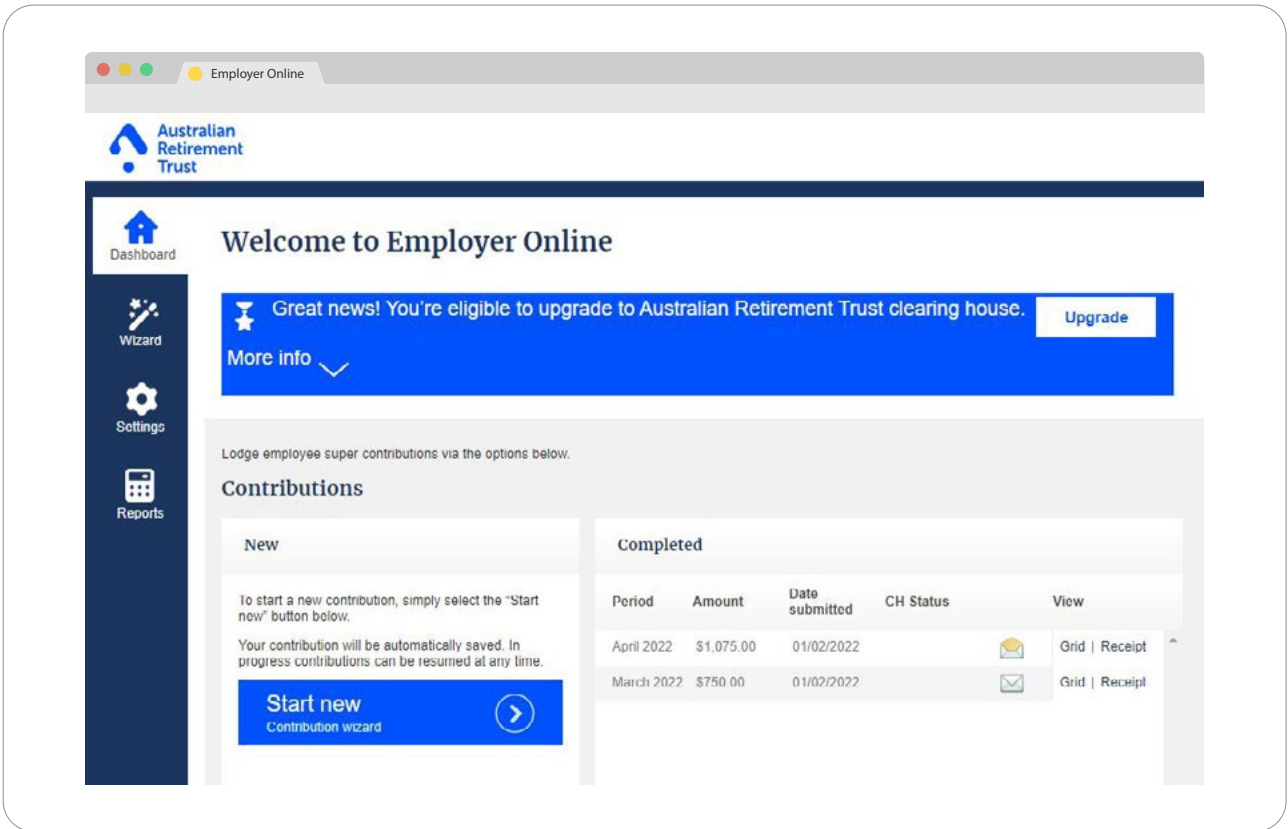 Employer Online
Australian
Retirement
Trust
Dashboard
Wizard
Settings
Reports
Welcome to Employer Online
Great news! You're eligible to upgrade to Australian Retirement Trust clearing house.
Upgrade
More info
Lodge employee super contributions via the options below.
Contributions
New
To start a new contribution, simply select the "Start
new" button below.
Your contribution will be automatically saved. In
progress contributions can be resumed at any time.
Start new
Contribution wizard
Completed
Period Amount Date submitted CH Status View
April 2022 $1,075.00 01/02/2022 Grid | Receipt
March 2022 $750.00 01/02/2022 Grid | Receipt